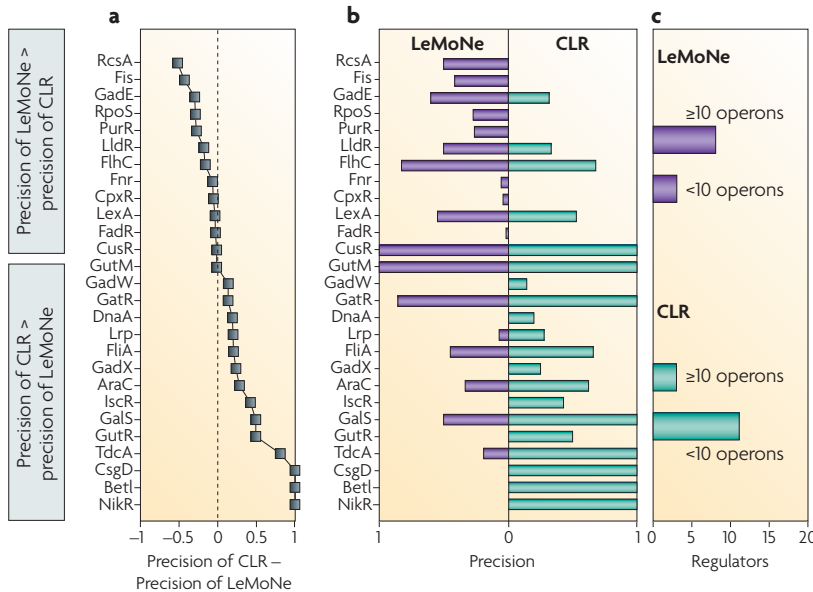 a
b
c
Precision of LeMoNe >
precision of CLR
Precision of CLR >
precision of LeMoNe
RcsA
Fis
GadE
RpoS
PurR
LldR
FlhC
Fnr
CpxR
LexA
FadR
CusR
GutM
GadW
GatR
DnaA
Lrp
FliA
GadX
AraC
IscR
GalS
GutR
TdcA
CsgD
BetI
NikR
−1 −0.5 0 0.5 1
Precision of CLR –
Precision of LeMoNe
LeMoNe CLR
RcsA
Fis
GadE
RpoS
PurR
LldR
FlhC
Fnr
CpxR
LexA
FadR
CusR
GutM
GadW
GatR
DnaA
Lrp
FliA
GadX
AraC
IscR
GalS
GutR
TdcA
CsgD
BetI
NikR
1 0 1
Precision
LeMoNe
≥10 operons
<10 operons
CLR
≥10 operons
<10 operons
0 5 10 15 20
Regulators